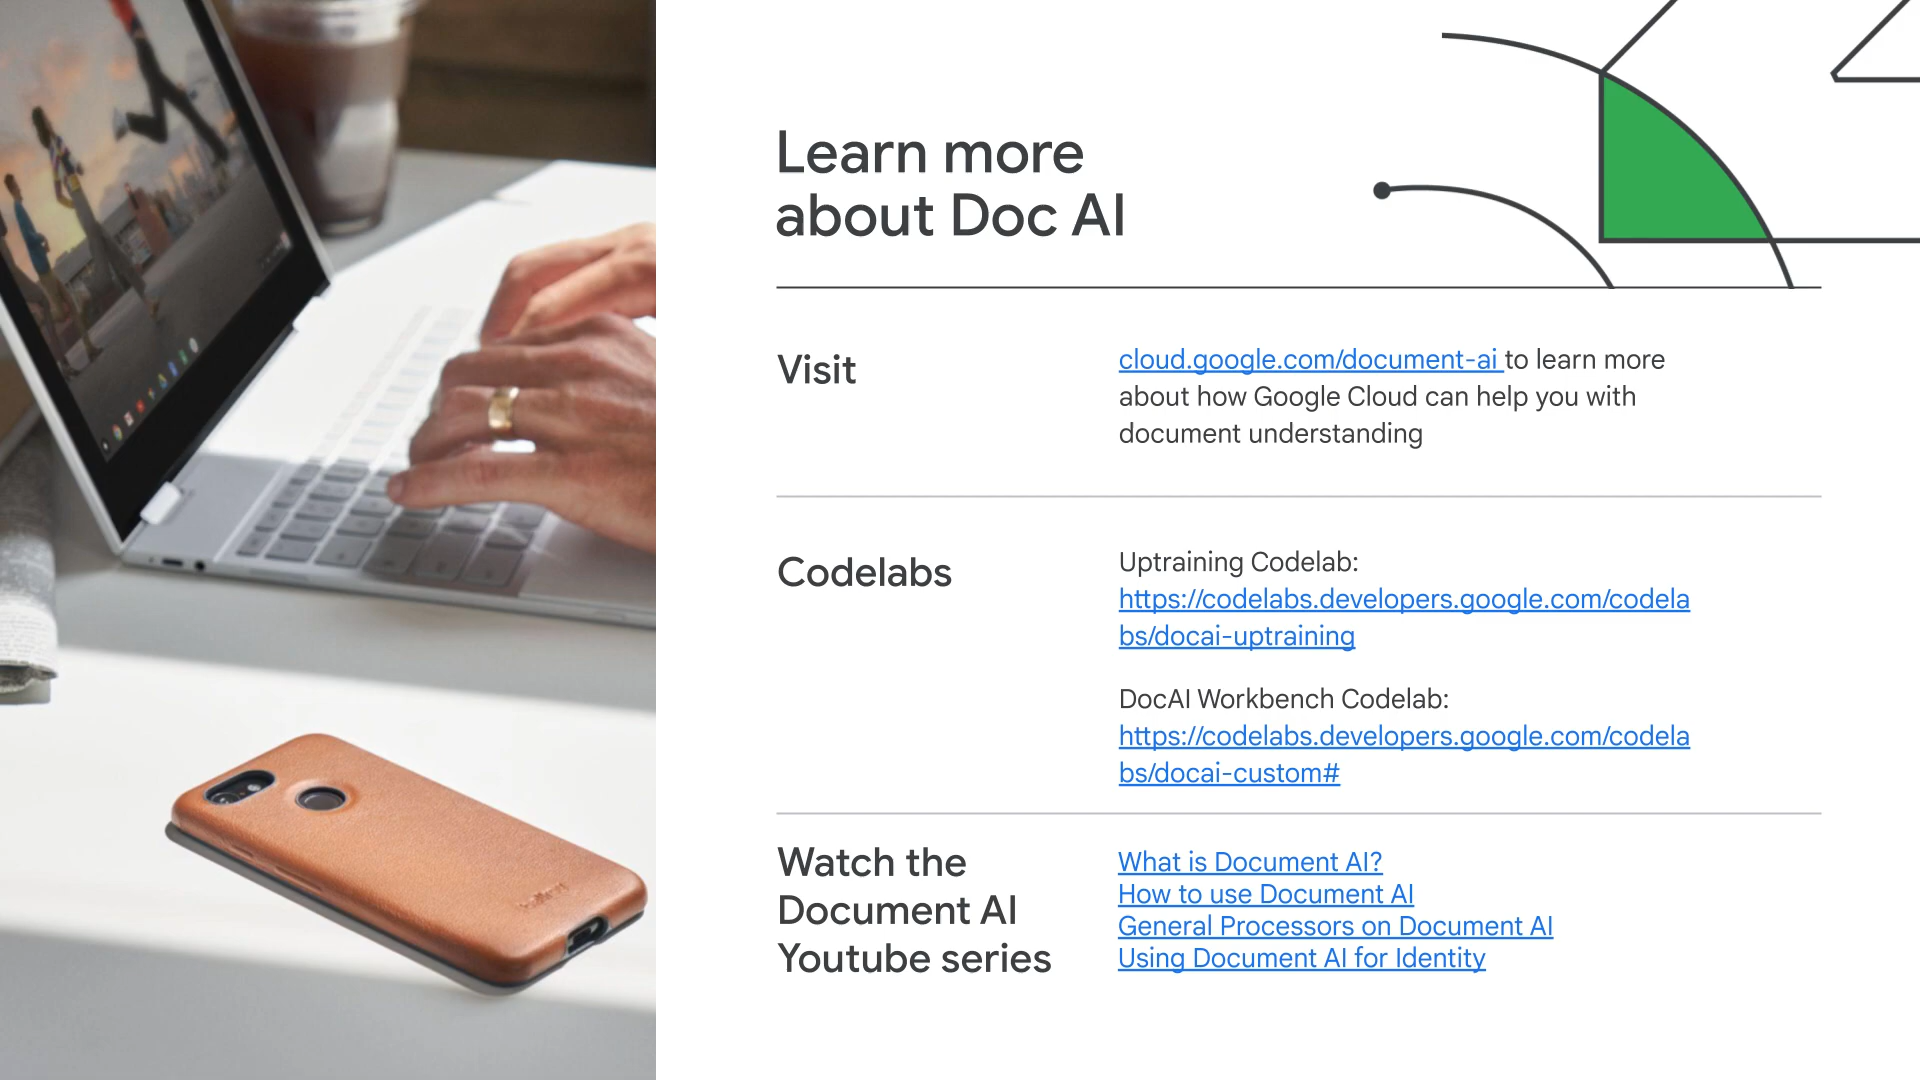 Learn more
about Doc AI
Visit
cloud.google.com/document-ai to learn more
about how Google Cloud can help you with
document understanding
Codelabs
Uptraining Codelab:
https://codelabs.developers.google.com/codela
bs/docai-uptraining
DocAI Workbench Codelab:
https://codelabs.developers.google.com/codela
bs/docai-custom#
Watch the
Document AI
Youtube series
What is Document AI?
How to use Document AI
General Processors on Document AI
Using Document AI for Identity